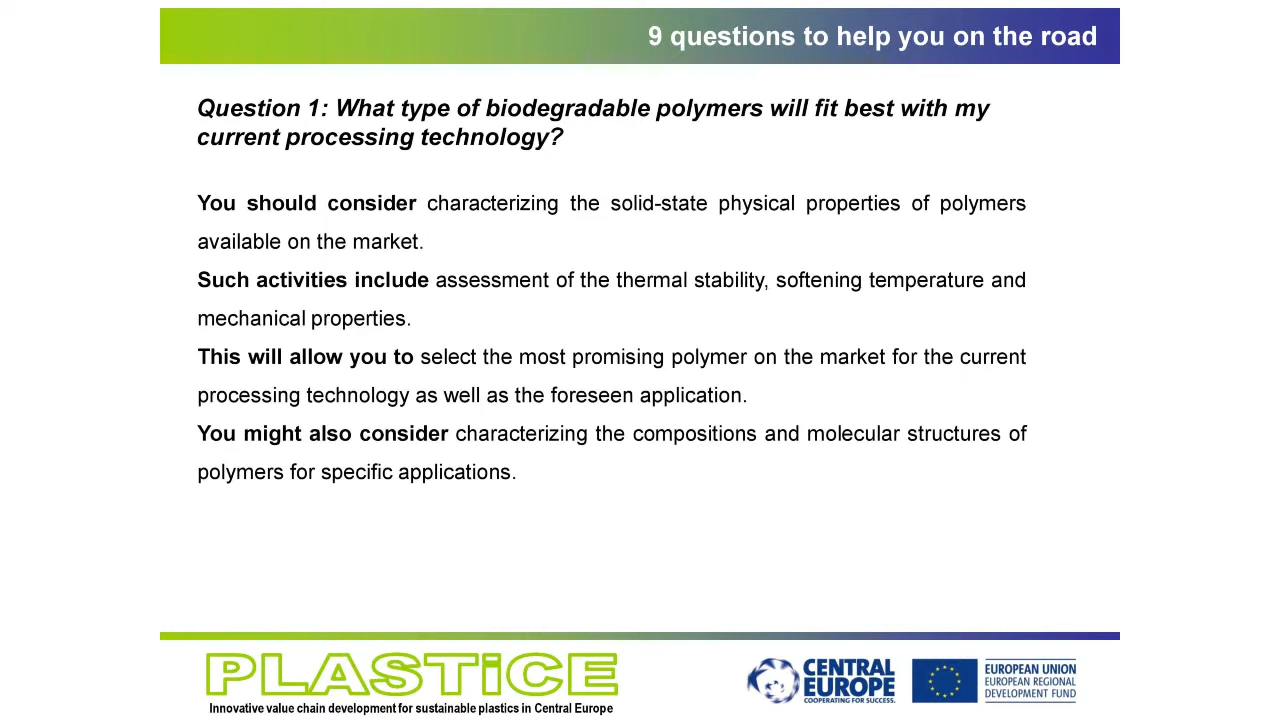 9 questions to help you on the road
Question 1: What type of biodegradable polymers will fit best with my
current processing technology?
You should consider characterizing the solid-state physical properties of polymers
available on the market.
Such activities include assessment of the thermal stability, softening temperature and
mechanical properties.
This will allow you to select the most promising polymer on the market for the current
processing technology as well as the foreseen application.
You might also consider characterizing the compositions and molecular structures of
polymers for specific applications.
PLASTiCE
Innovative value chain development for sustainable plastics in Central Europe
CENTRAL
EUROPE
COOPERATING FOR SUCCESS.
EUROPEAN UNION
EUROPEAN REGIONAL
DEVELOPMENT FUND